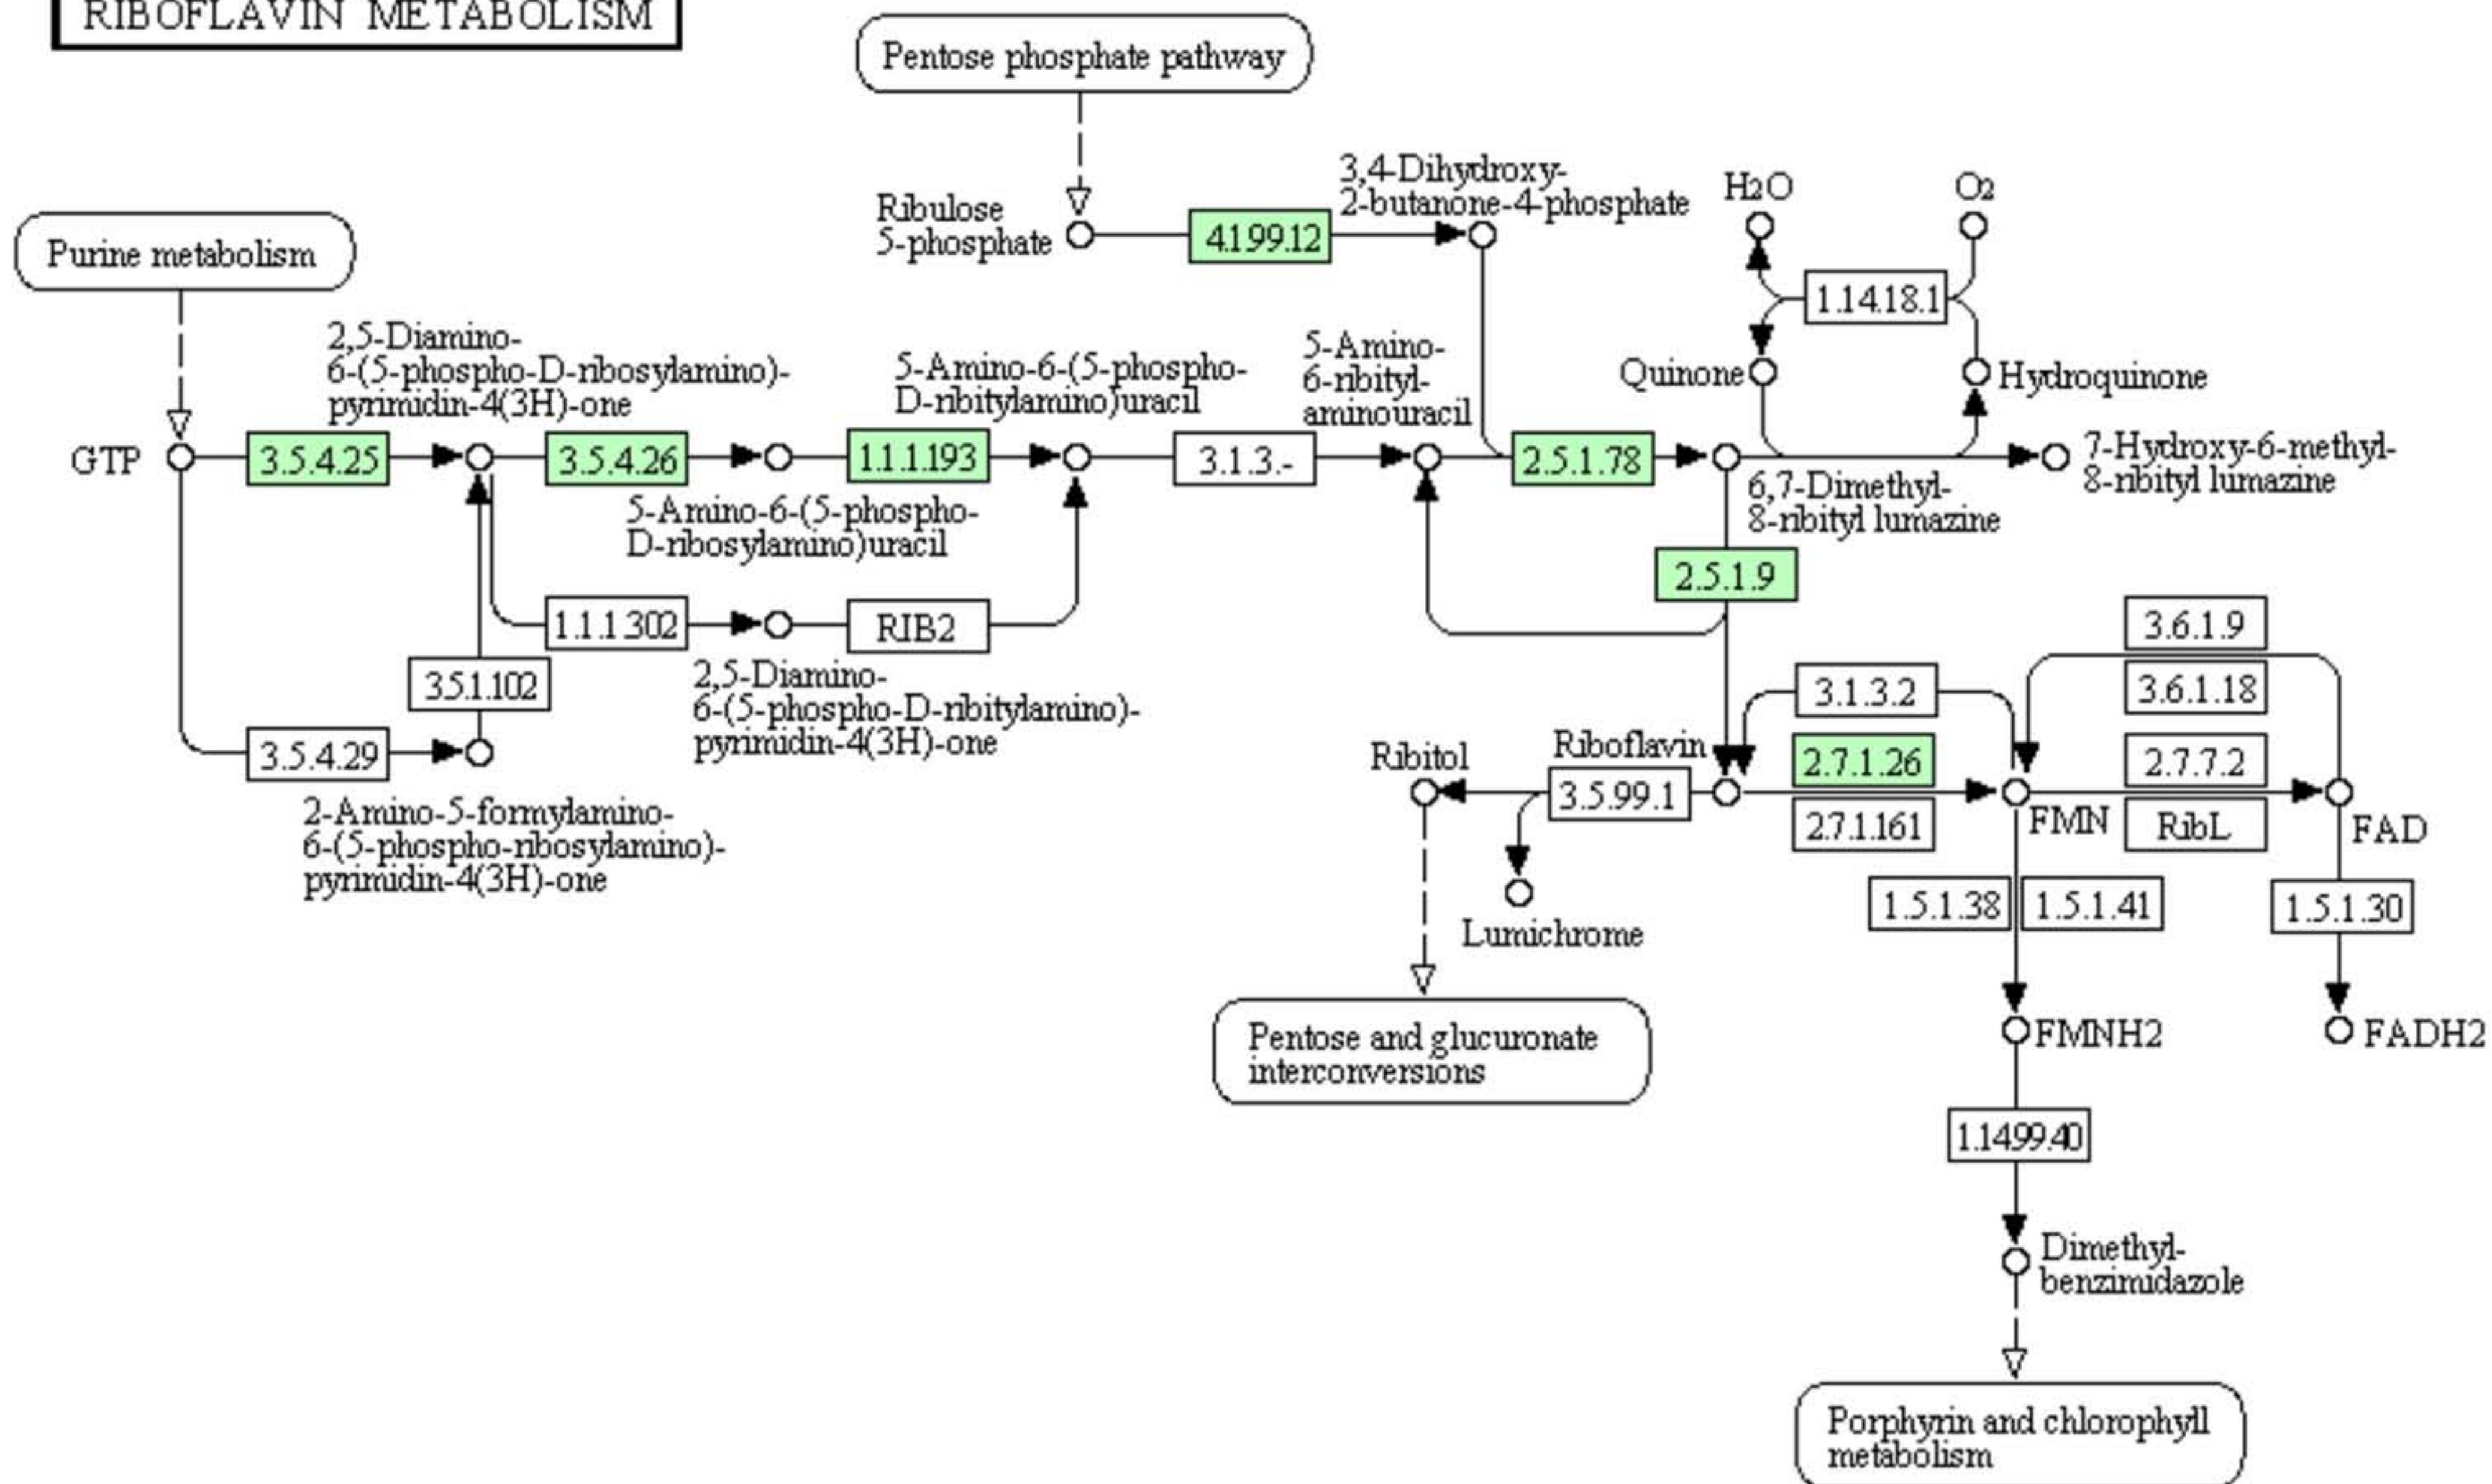 RIBOFLAVIN METABOLISM
Pentose phosphate pathway
Purine metabolism
Ribulose
5-phosphate
4.1.99.12
3,4-Dihydroxy-
2-butanone-4-phosphate
H2O
O2
1.14.18.1
Quinone
Hydroquinone
GTP
3.5.4.25
2,5-Diamino-
6-(5-phospho-D-ribosylamino)-
pyrimidin-4(3H)-one
3.5.4.26
5-Amino-6-(5-phospho-
D-ribosylamino)uracil
1.1.1.193
5-Amino-6-(5-phospho-
D-ribitylamino)uracil
3.1.3.-
5-Amino-
6-ribityl-
aminouracil
2.5.1.78
6,7-Dimethyl-
8-ribityl lumazine
7-Hydroxy-6-methyl-
8-ribityl lumazine
2.5.1.9
1.1.1.302
RIB2
2,5-Diamino-
6-(5-phospho-D-ribitylamino)-
pyrimidin-4(3H)-one
3.5.1.102
3.5.4.29
2-Amino-5-formylamino-
6-(5-phospho-ribosylamino)-
pyrimidin-4(3H)-one
3.6.1.9
3.6.1.18
3.1.3.2
Ribitol
Riboflavin
3.5.99.1
2.7.1.26
2.7.1.161
FMN
2.7.7.2
RibL
FAD
Lumichrome
1.5.1.38
1.5.1.41
1.5.1.30
Pentose and glucuronate
interconversions
FMNH2
FADH2
1.14.99.40
Dimethyl-
benzimidazole
Porphyrin and chlorophyll
metabolism